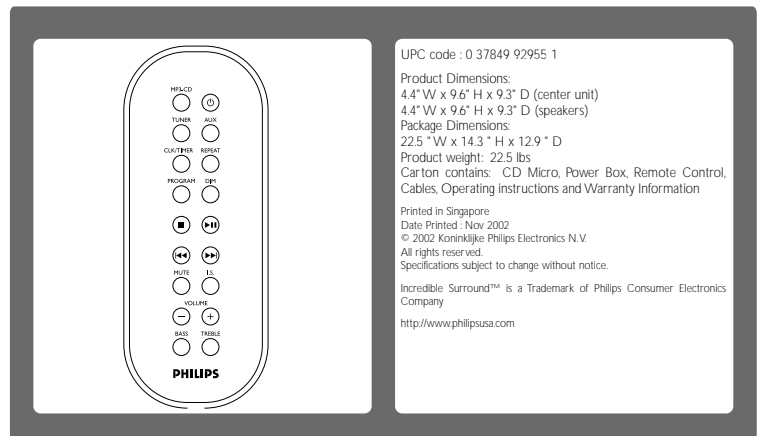 MP3-CD
TUNER AUX
CLK/TIMER REPEAT
PROGRAM DIM
MUTE I.S.
VOLUME
BASS TREBLE
PHILIPS
UPC code : 0 37849 92955 1
Product Dimensions:
4.4" W x 9.6" H x 9.3" D (center unit)
4.4" W x 9.6" H x 9.3" D (speakers)
Package Dimensions:
22.5 " W x 14.3 " H x 12.9 " D
Product weight: 22.5 lbs
Carton contains: CD Micro, Power Box, Remote Control,
Cables, Operating instructions and Warranty Information
Printed in Singapore
Date Printed : Nov 2002
© 2002 Koninklijke Philips Electronics N.V.
All rights reserved.
Specifications subject to change without notice.
Incredible Surround™ is a Trademark of Philips Consumer Electronics
Company
http://www.philipsusa.com